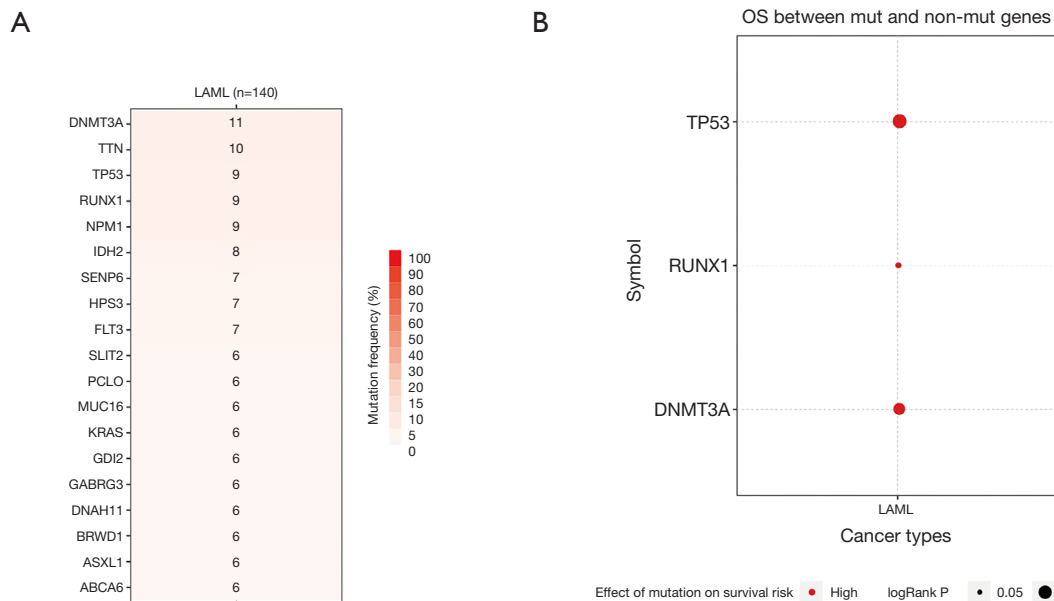 A
LAML (n=140)
DNMT3A 11
TTN 10
TP53 9
RUNX1 9
NPM1 9
IDH2 8
SENP6 7
HPS3 7
FLT3 7
SLIT2 6
PCLO 6
MUC16 6
KRAS 6
GDI2 6
GABRG3 6
DNAH11 6
BRWD1 6
ASXL1 6
ABCA6 6
Mutation frequency (%)
100
90
80
70
60
50
40
30
20
15
10
5
0
B
OS between mut and non-mut genes
Symbol
TP53
RUNX1
DNMT3A
LAML
Cancer types
Effect of mutation on survival risk High logRank P 0.05